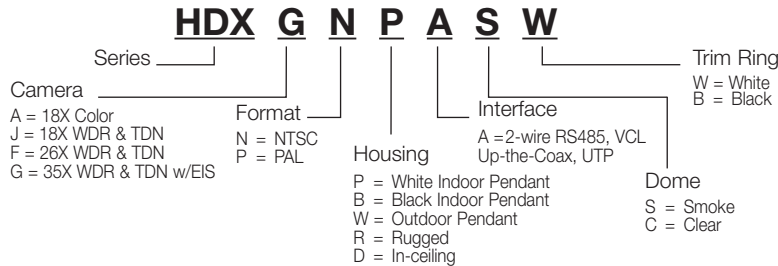 HDX G N P A S W
Series
Camera
A = 18X Color
J = 18X WDR & TDN
F = 26X WDR & TDN
G = 35X WDR & TDN w/EIS
Format
N = NTSC
P = PAL
Housing
P = White Indoor Pendant
B = Black Indoor Pendant
W = Outdoor Pendant
R = Rugged
D = In-ceiling
Interface
A =2-wire RS485, VCL
Up-the-Coax, UTP
Dome
S = Smoke
C = Clear
Trim Ring
W = White
B = Black